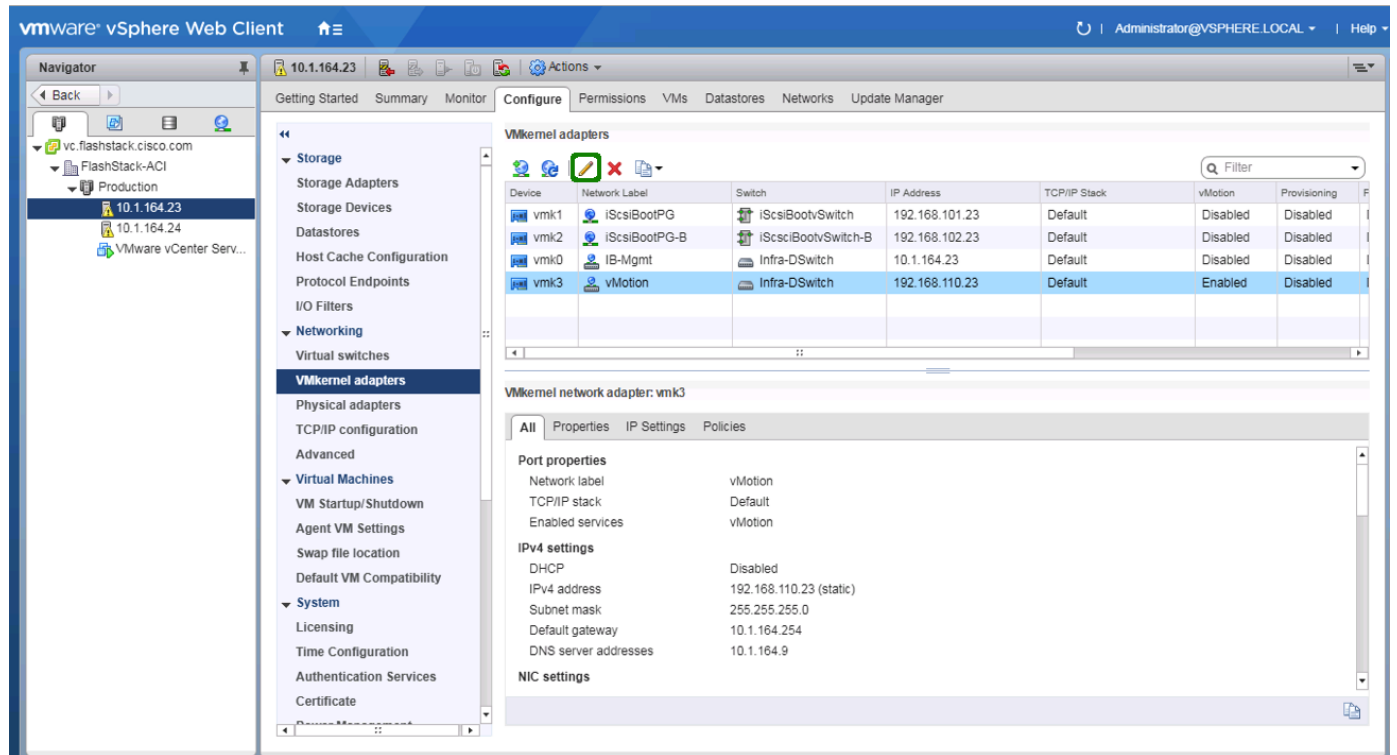 vmware® vSphere Web Client
Administrator@VSPHERE.LOCAL
Help
Navigator
10.1.164.23
Actions
Back
Getting Started Summary Monitor Configure Permissions VMs Datastores Networks Update Manager
vc.flashstack.cisco.com
FlashStack-ACI
Production
10.1.164.23
10.1.164.24
VMware vCenter Serv...
Storage
Storage Adapters
Storage Devices
Datastores
Host Cache Configuration
Protocol Endpoints
I/O Filters
Networking
Virtual switches
VMkernel adapters
Physical adapters
TCP/IP configuration
Advanced
Virtual Machines
VM Startup/Shutdown
Agent VM Settings
Swap file location
Default VM Compatibility
System
Licensing
Time Configuration
Authentication Services
Certificate
VMkernel adapters
Filter
Device Network Label Switch IP Address TCP/IP Stack vMotion Provisioning F
vmk1 iScsiBootPG iScsiBootvSwitch 192.168.101.23 Default Disabled Disabled
vmk2 iScsiBootPG-B iScsciBootvSwitch-B 192.168.102.23 Default Disabled Disabled
vmk0 IB-Mgmt Infra-DSwitch 10.1.164.23 Default Disabled Disabled
vmk3 vMotion Infra-DSwitch 192.168.110.23 Default Enabled Disabled
VMkernel network adapter: vmk3
All Properties IP Settings Policies
Port properties
Network label vMotion
TCP/IP stack Default
Enabled services vMotion
IPv4 settings
DHCP Disabled
IPv4 address 192.168.110.23 (static)
Subnet mask 255.255.255.0
Default gateway 10.1.164.254
DNS server addresses 10.1.164.9
NIC settings